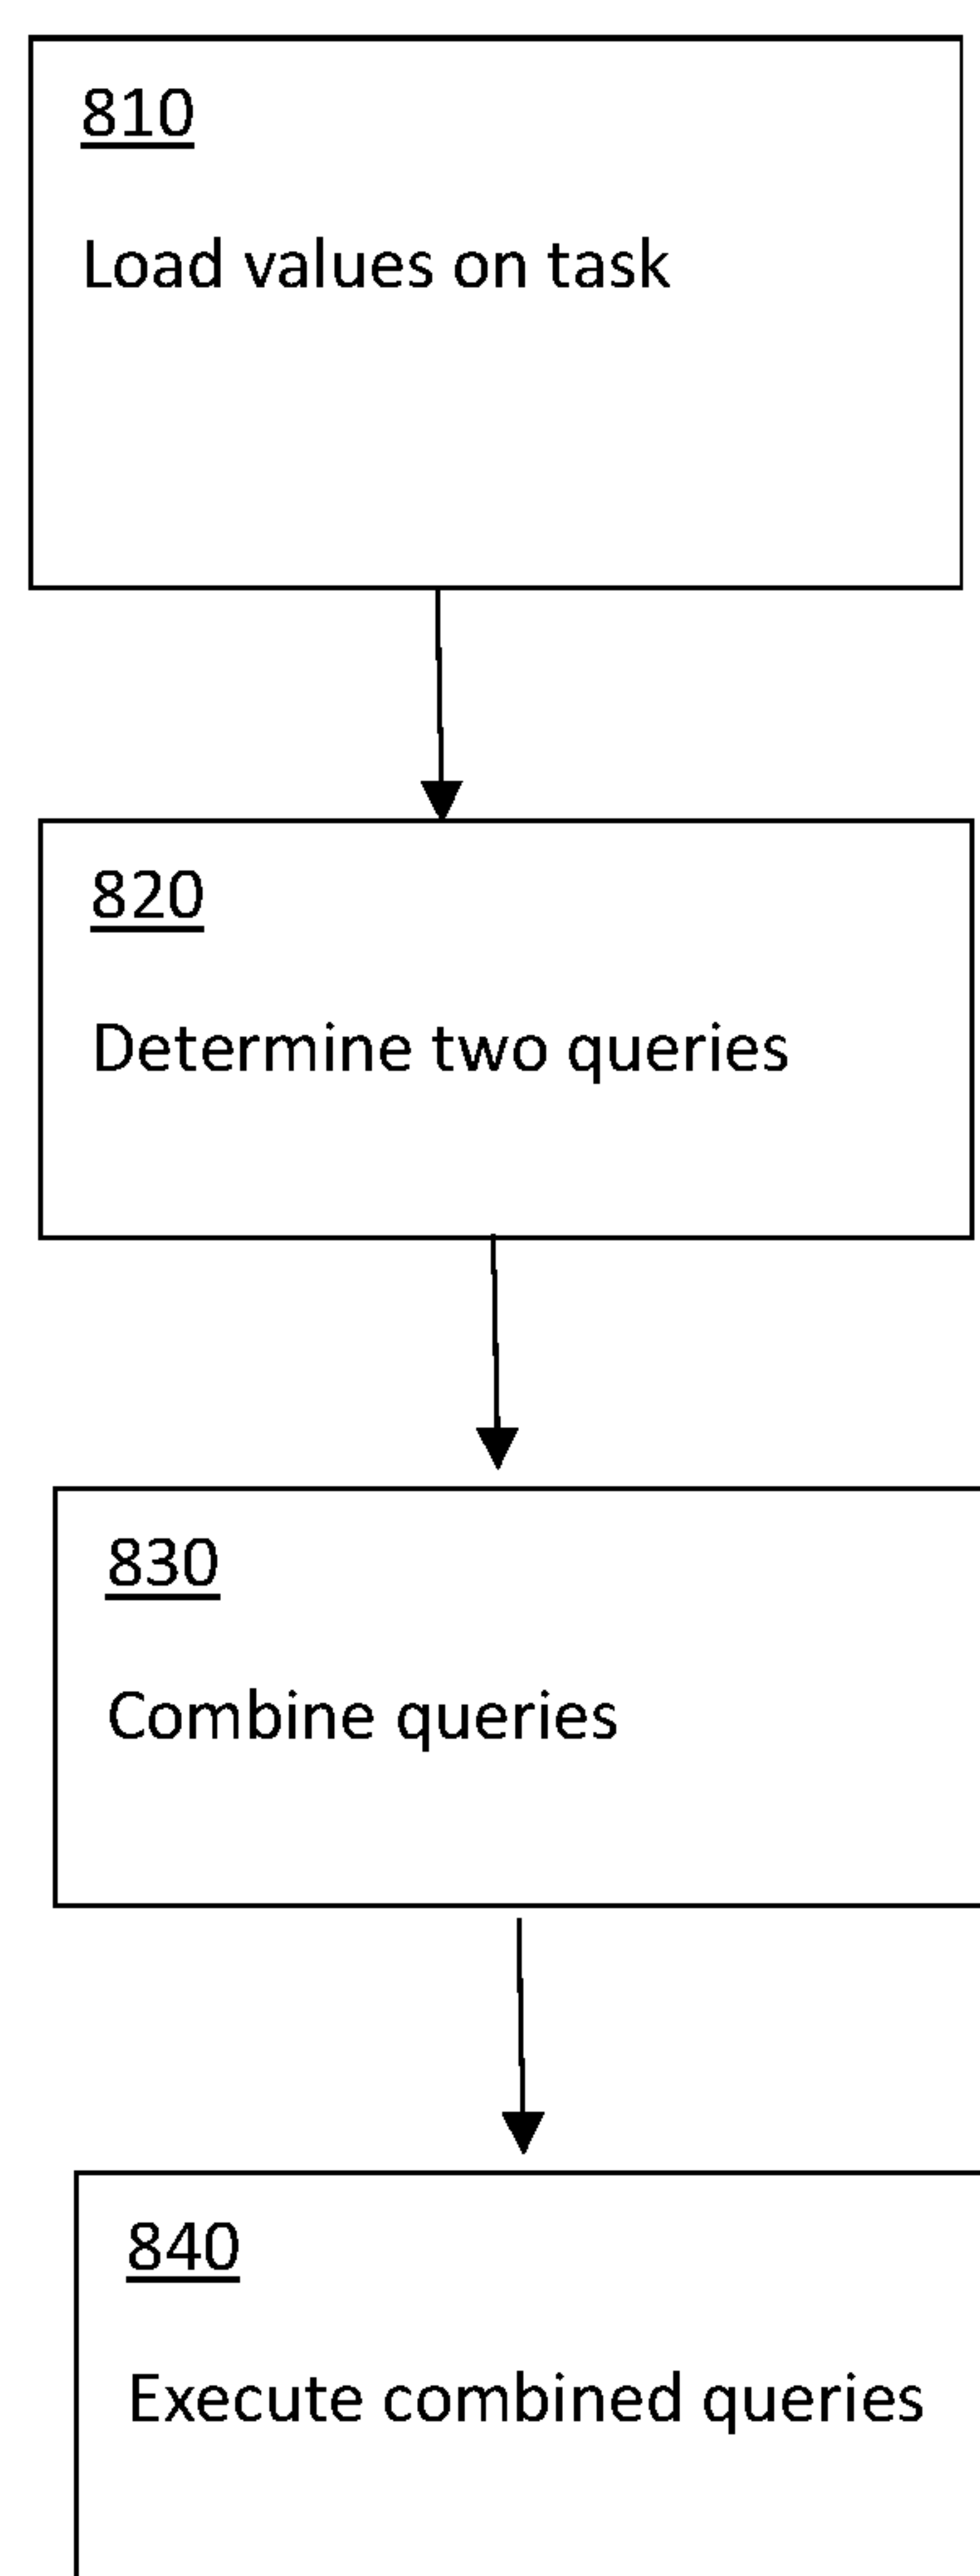 810
Load values on task
820
Determine two queries
830
Combine queries
840
Execute combined queries